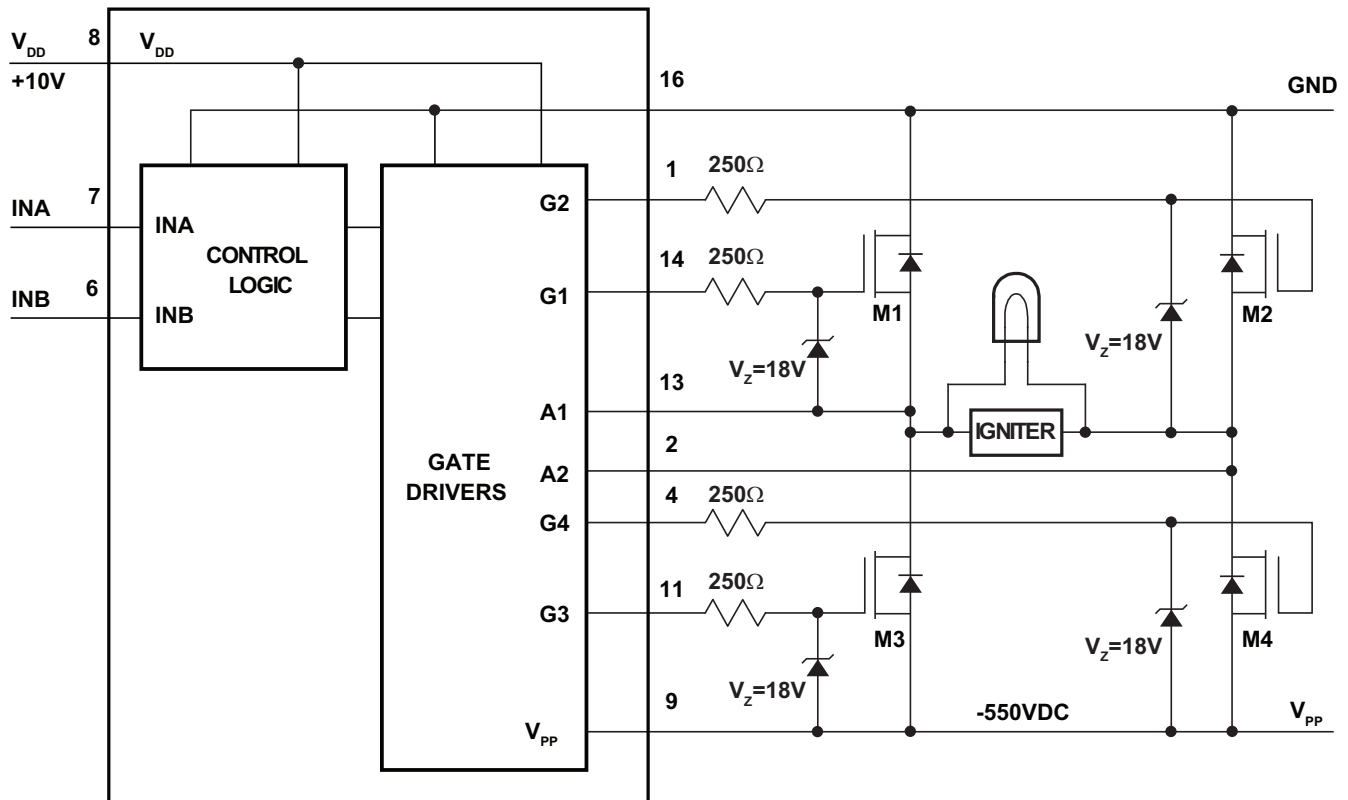 V_DD 8 V_DD
+10V
16 GND
1 250Ω
INA 7 G2
INA
14 250Ω
CONTROL
LOGIC
INB 6 G1
INB
M1 M2
V_Z=18V V_Z=18V
13
A1
IGNITER
2
GATE
DRIVERS
A2
4 250Ω
G4
11 250Ω
G3
M3 M4
V_Z=18V V_Z=18V
9 -550VDC V_PP
V_PP